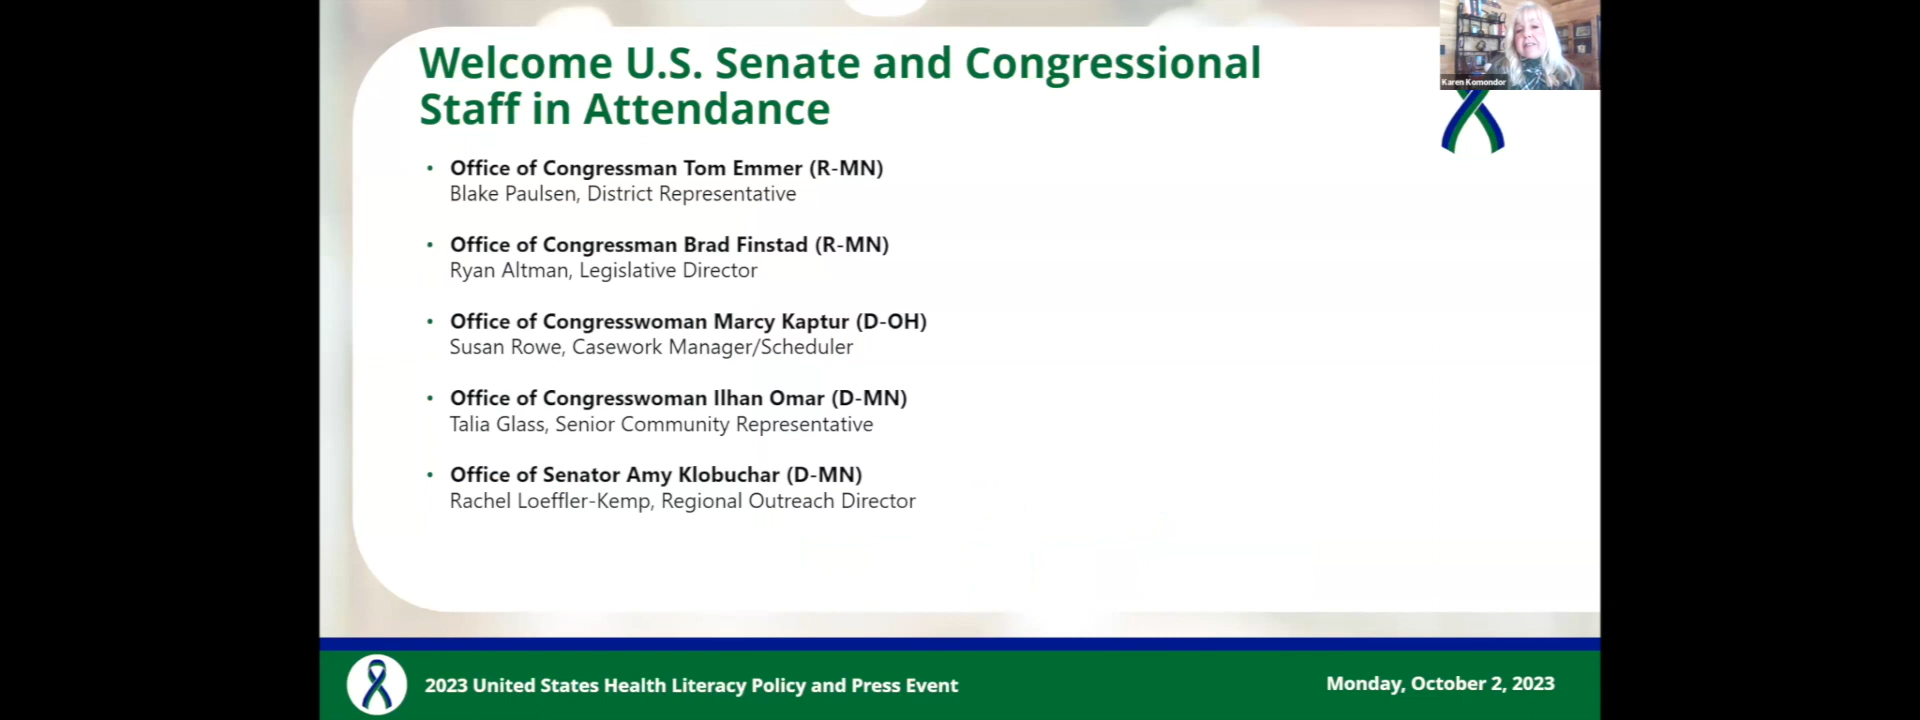 Welcome U.S. Senate and Congressional
Staff in Attendance
Karen Komondor
• Office of Congressman Tom Emmer (R-MN)
Blake Paulsen, District Representative
• Office of Congressman Brad Finstad (R-MN)
Ryan Altman, Legislative Director
• Office of Congresswoman Marcy Kaptur (D-OH)
Susan Rowe, Casework Manager/Scheduler
• Office of Congresswoman Ilhan Omar (D-MN)
Talia Glass, Senior Community Representative
• Office of Senator Amy Klobuchar (D-MN)
Rachel Loeffler-Kemp, Regional Outreach Director
2023 United States Health Literacy Policy and Press Event
Monday, October 2, 2023